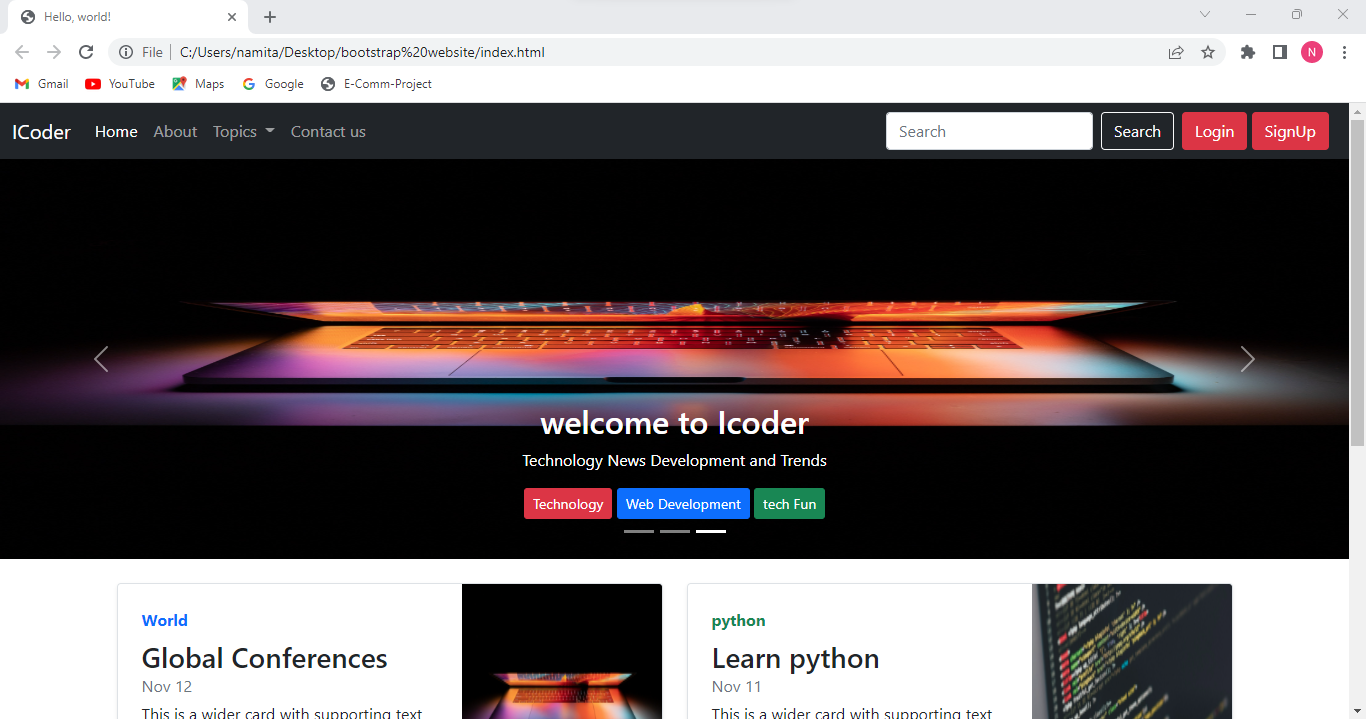 Hello, world!
File C:/Users/namita/Desktop/bootstrap%20website/index.html N
Gmail YouTube Maps Google E-Comm-Project
ICoder Home About Topics Contact us Search Search Login SignUp
welcome to Icoder
Technology News Development and Trends
Technology Web Development tech Fun
World
Global Conferences
Nov 12
This is a wider card with supporting text
python
Learn python
Nov 11
This is a wider card with supporting text